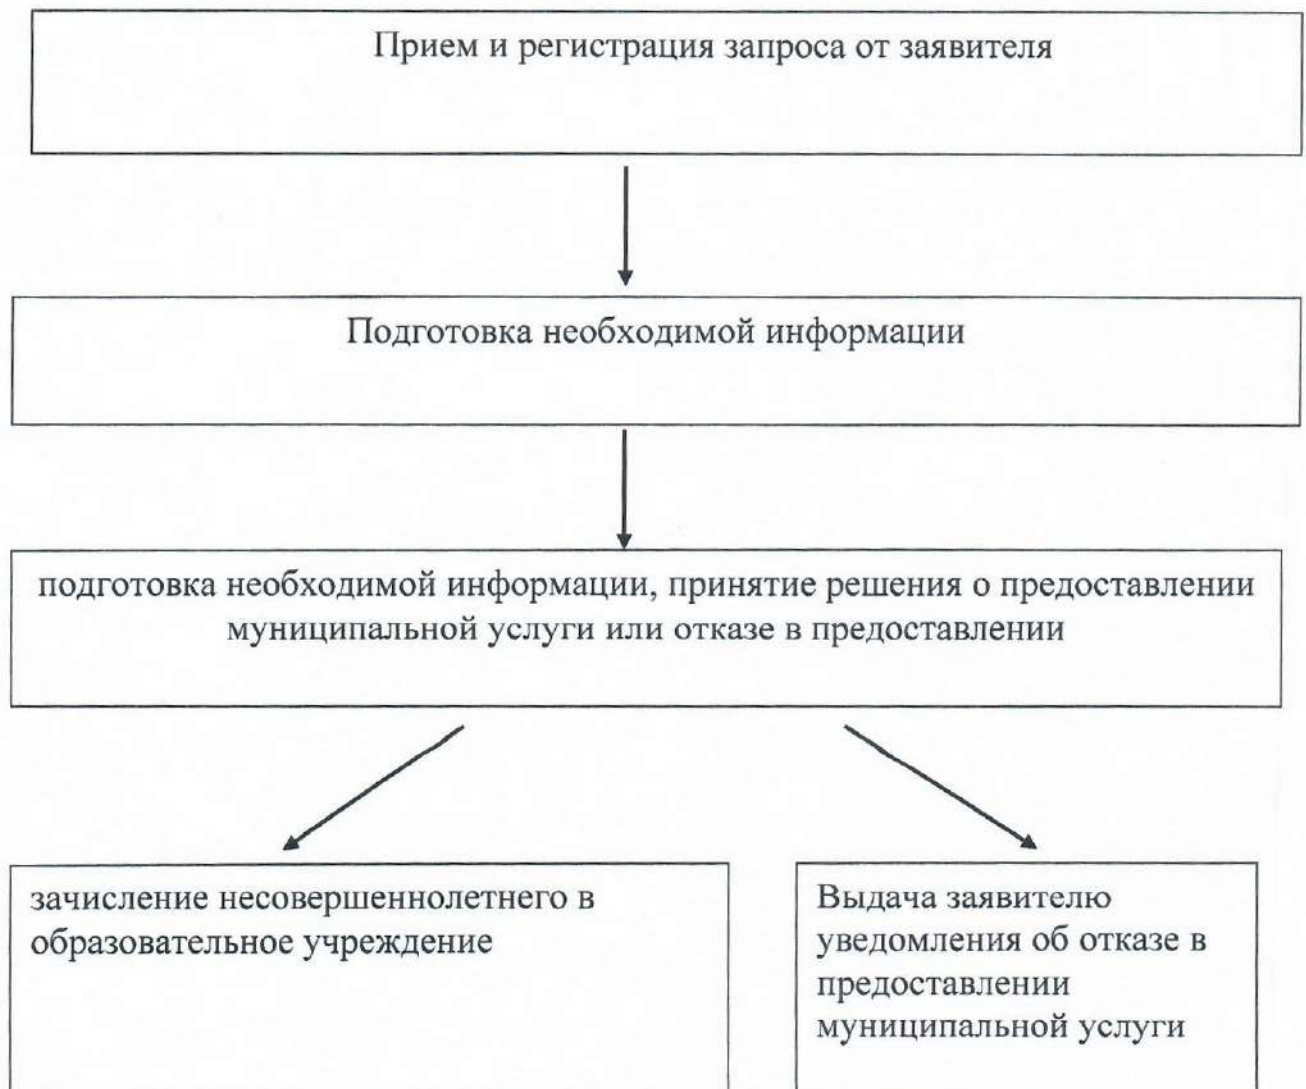 Прием и регистрация запроса от заявителя
Подготовка необходимой информации
подготовка необходимой информации, принятие решения о предоставлении
муниципальной услуги или отказе в предоставлении
зачисление несовершеннолетнего в
образовательное учреждение
Выдача заявителю
уведомления об отказе в
предоставлении
муниципальной услуги